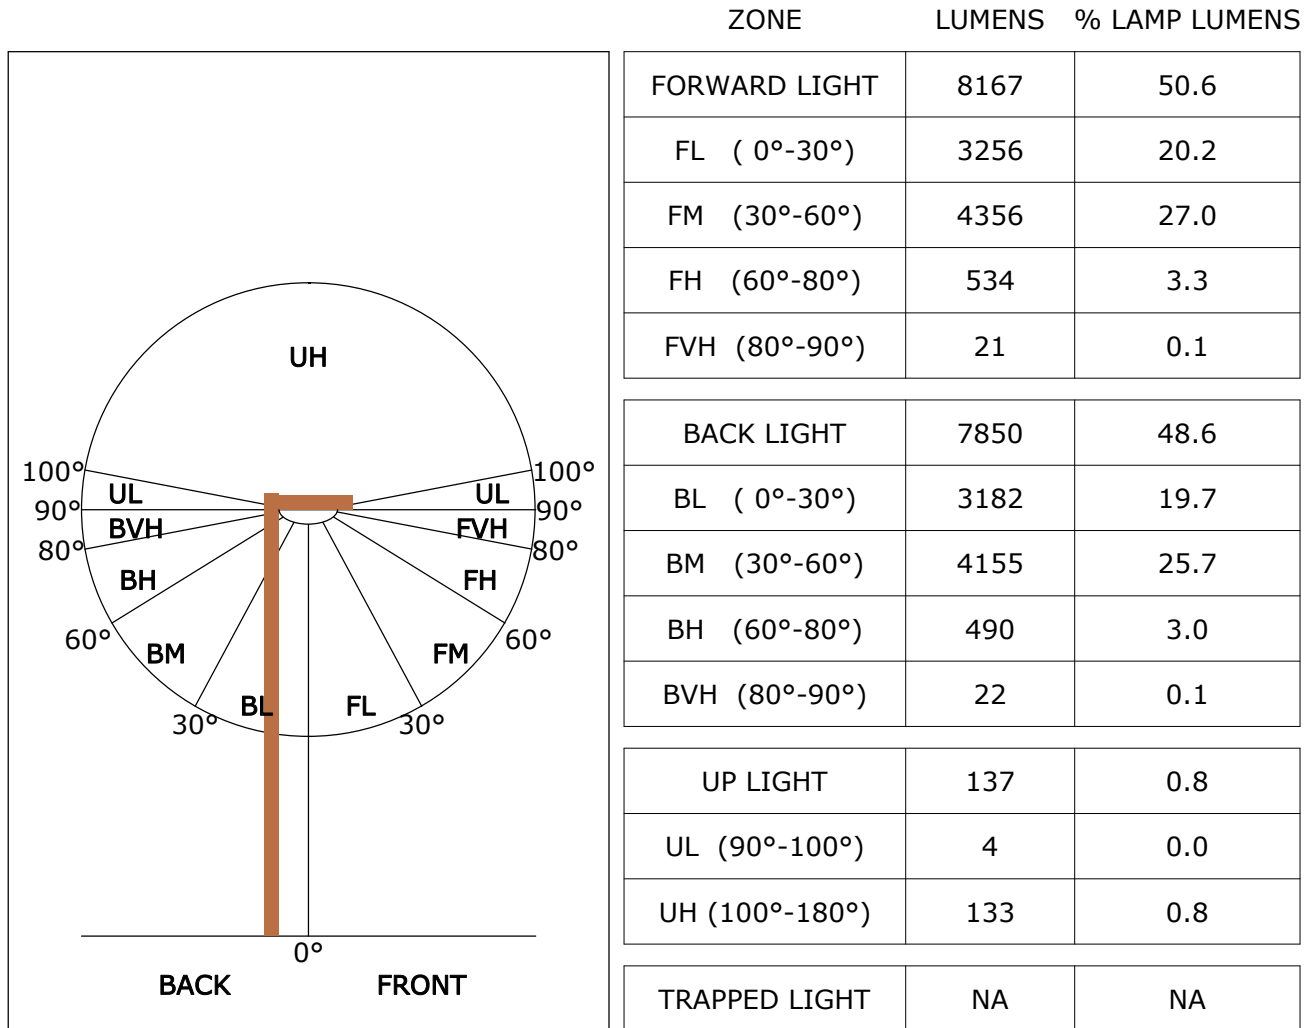 ZONE LUMENS % LAMP LUMENS
FORWARD LIGHT 8167 50.6
FL ( 0°-30°) 3256 20.2
FM (30°-60°) 4356 27.0
FH (60°-80°) 534 3.3
FVH (80°-90°) 21 0.1
BACK LIGHT 7850 48.6
BL ( 0°-30°) 3182 19.7
BM (30°-60°) 4155 25.7
BH (60°-80°) 490 3.0
BVH (80°-90°) 22 0.1
UP LIGHT 137 0.8
UL (90°-100°) 4 0.0
UH (100°-180°) 133 0.8
TRAPPED LIGHT NA NA
UH
100° 100°
UL UL
90° 90°
BVH FVH
80° 80°
BH FH
60° 60°
BM FM
BL FL
30° 30°
0°
BACK FRONT